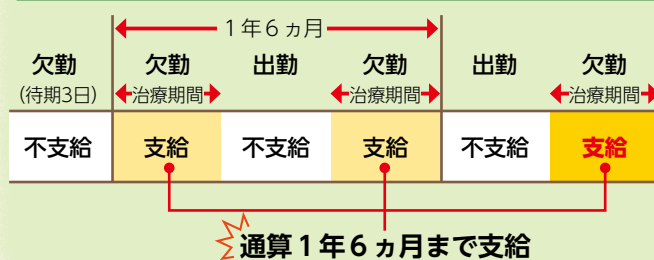 1年6ヵ月
欠勤 欠勤 出勤 欠勤 出勤 欠勤
(待期3日) 治療期間 治療期間 治療期間
不支給 支給 不支給 支給 不支給 支給
通算1年6ヵ月まで支給